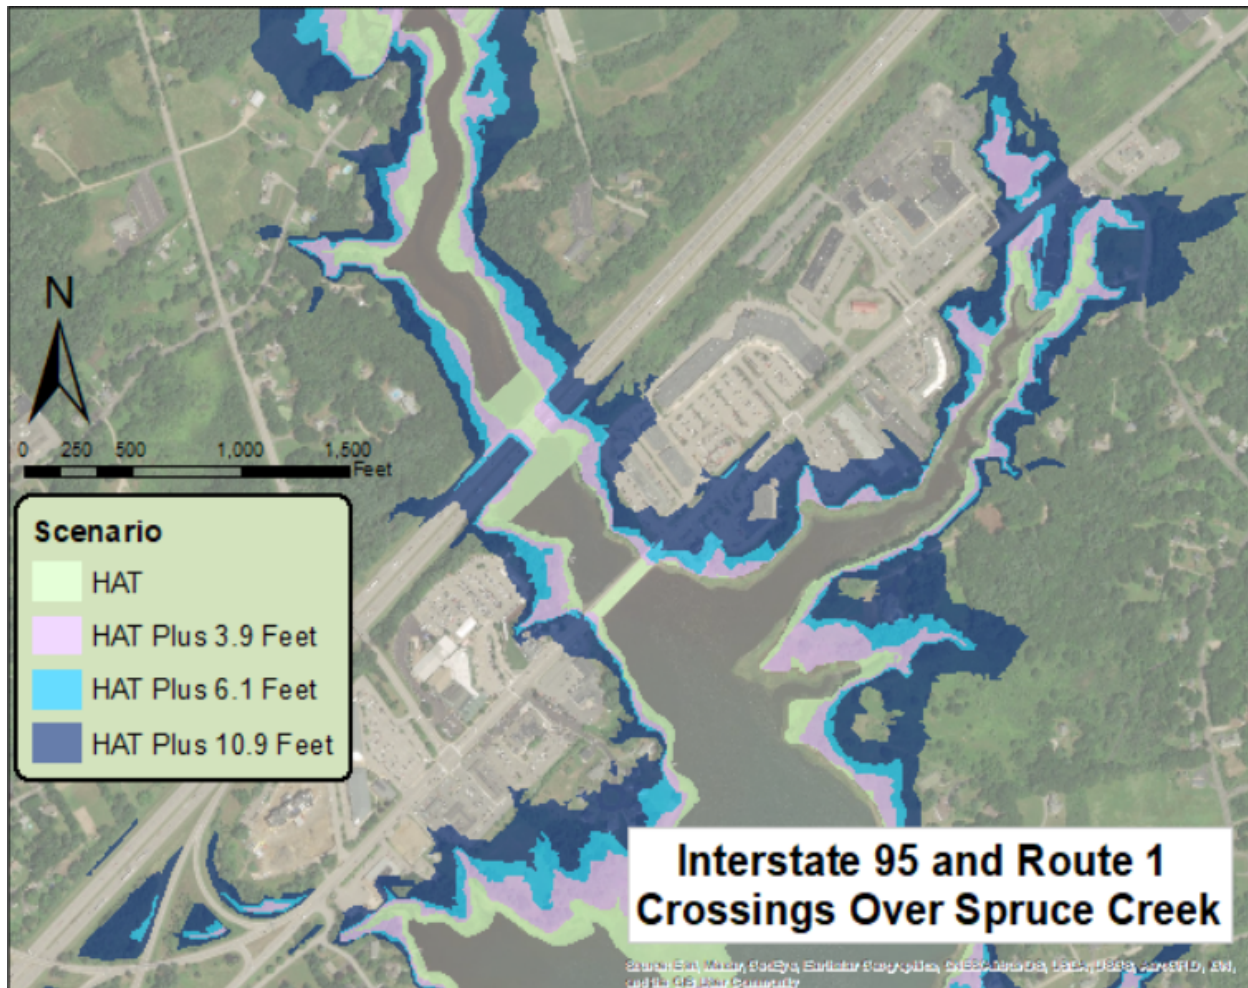 N
0 250 500 1,000 1,500
Feet
Scenario
HAT
HAT Plus 3.9 Feet
HAT Plus 6.1 Feet
HAT Plus 10.9 Feet
Interstate 95 and Route 1
Crossings Over Spruce Creek